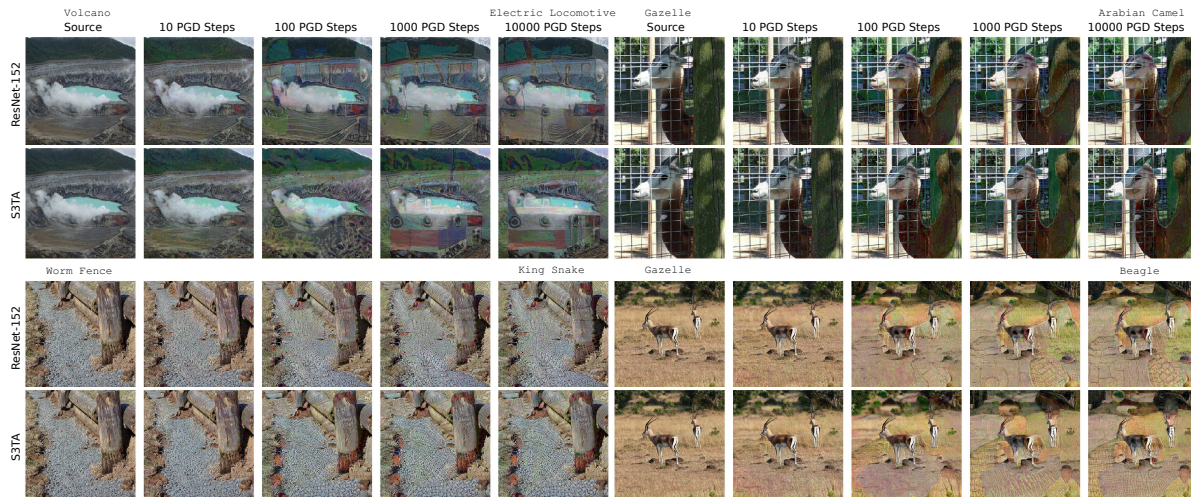 Volcano Electric Locomotive Gazelle Arabian Camel
Source 10 PGD Steps 100 PGD Steps 1000 PGD Steps 10000 PGD Steps Source 10 PGD Steps 100 PGD Steps 1000 PGD Steps 10000 PGD Steps
ResNet-152
S3TA
Worm Fence King Snake Gazelle Beagle
ResNet-152
S3TA